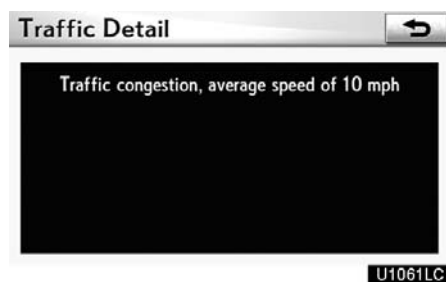 Traffic Detail
Traffic congestion, average speed of 10 mph
U1061LC